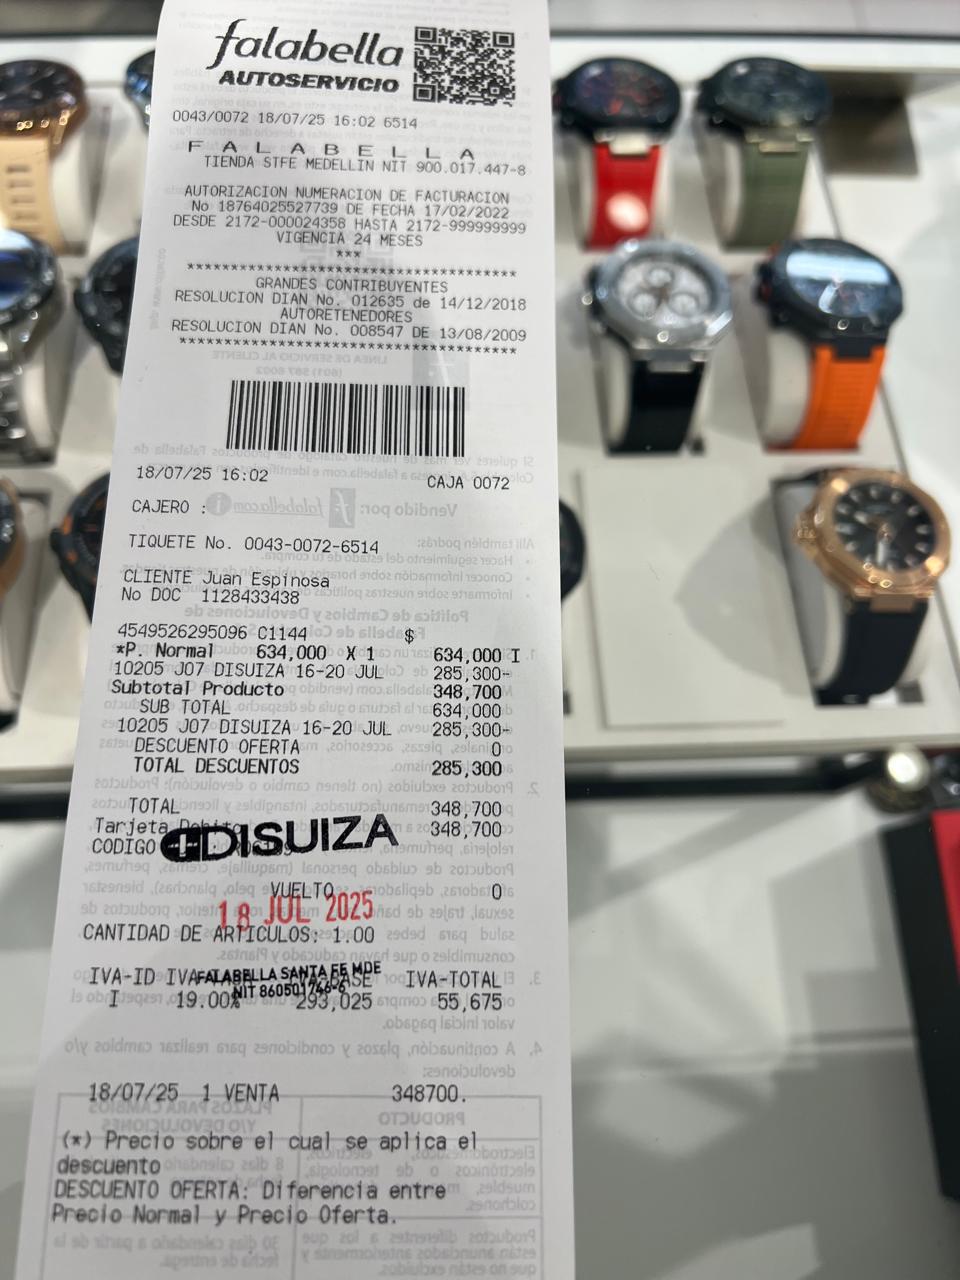 falabella
AUTOSERVICIO
0043/0072 18/07/25 16:02 6514
F A L A B E L L A
TIENDA STFE MEDELLIN NIT 900.017.447-8
AUTORIZACION NUMERACION DE FACTURACION
No 18764025527739 DE FECHA 17/02/2022
DESDE 2172-000024358 HASTA 2172-999999999
VIGENCIA 24 MESES
***
****************************************
GRANDES CONTRIBUYENTES
RESOLUCION DIAN No. 012635 de 14/12/2018
AUTORETENEDORES
RESOLUCION DIAN No. 008547 DE 13/08/2009
*****************************************
18/07/25 16:02 CAJA 0072
CAJERO :
TIQUETE No. 0043-0072-6514
CLIENTE Juan Espinosa
No DOC 1128433438
4549526295096 C1144 $
*P. Normal 634,000 X 1 634,000 I
10205 J07 DISUIZA 16-20 JUL 285,300-
Subtotal Producto 348,700
SUB TOTAL 634,000
10205 J07 DISUIZA 16-20 JUL 285,300-
DESCUENTO OFERTA 0
TOTAL DESCUENTOS 285,300
TOTAL 348,700
Tarjeta Debito 348,700
CODIGO
DISUIZA
VUELTO 0
18 JUL 2025
CANTIDAD DE ARTICULOS: 1.00
FALABELLA SANTA FE MDE
NIT 860501746-6
IVA-ID IVA BASE IVA-TOTAL
I 19.00% 293,025 55,675
18/07/25 1 VENTA 348700.
(*) Precio sobre el cual se aplica el
descuento
DESCUENTO OFERTA: Diferencia entre
Precio Normal y Precio Oferta.